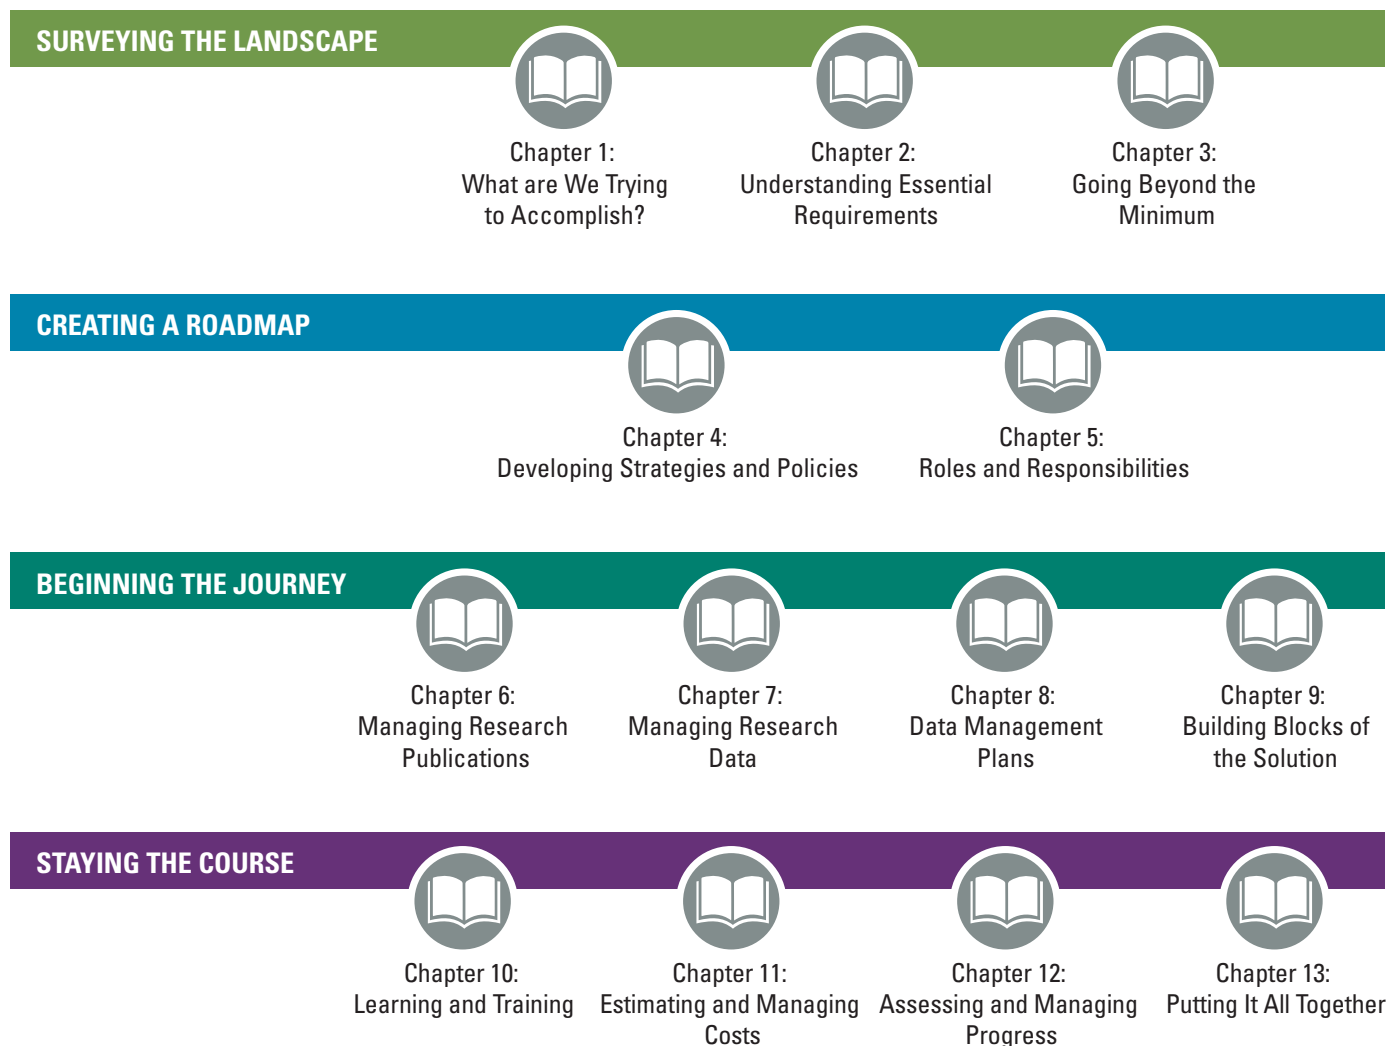 SURVEYING THE LANDSCAPE
Chapter 1:
What are We Trying
to Accomplish?
Chapter 2:
Understanding Essential
Requirements
Chapter 3:
Going Beyond the
Minimum
CREATING A ROADMAP
Chapter 4:
Developing Strategies and Policies
Chapter 5:
Roles and Responsibilities
BEGINNING THE JOURNEY
Chapter 6:
Managing Research
Publications
Chapter 7:
Managing Research
Data
Chapter 8:
Data Management
Plans
Chapter 9:
Building Blocks of
the Solution
STAYING THE COURSE
Chapter 10:
Learning and Training
Chapter 11:
Estimating and Managing
Costs
Chapter 12:
Assessing and Managing
Progress
Chapter 13:
Putting It All Together